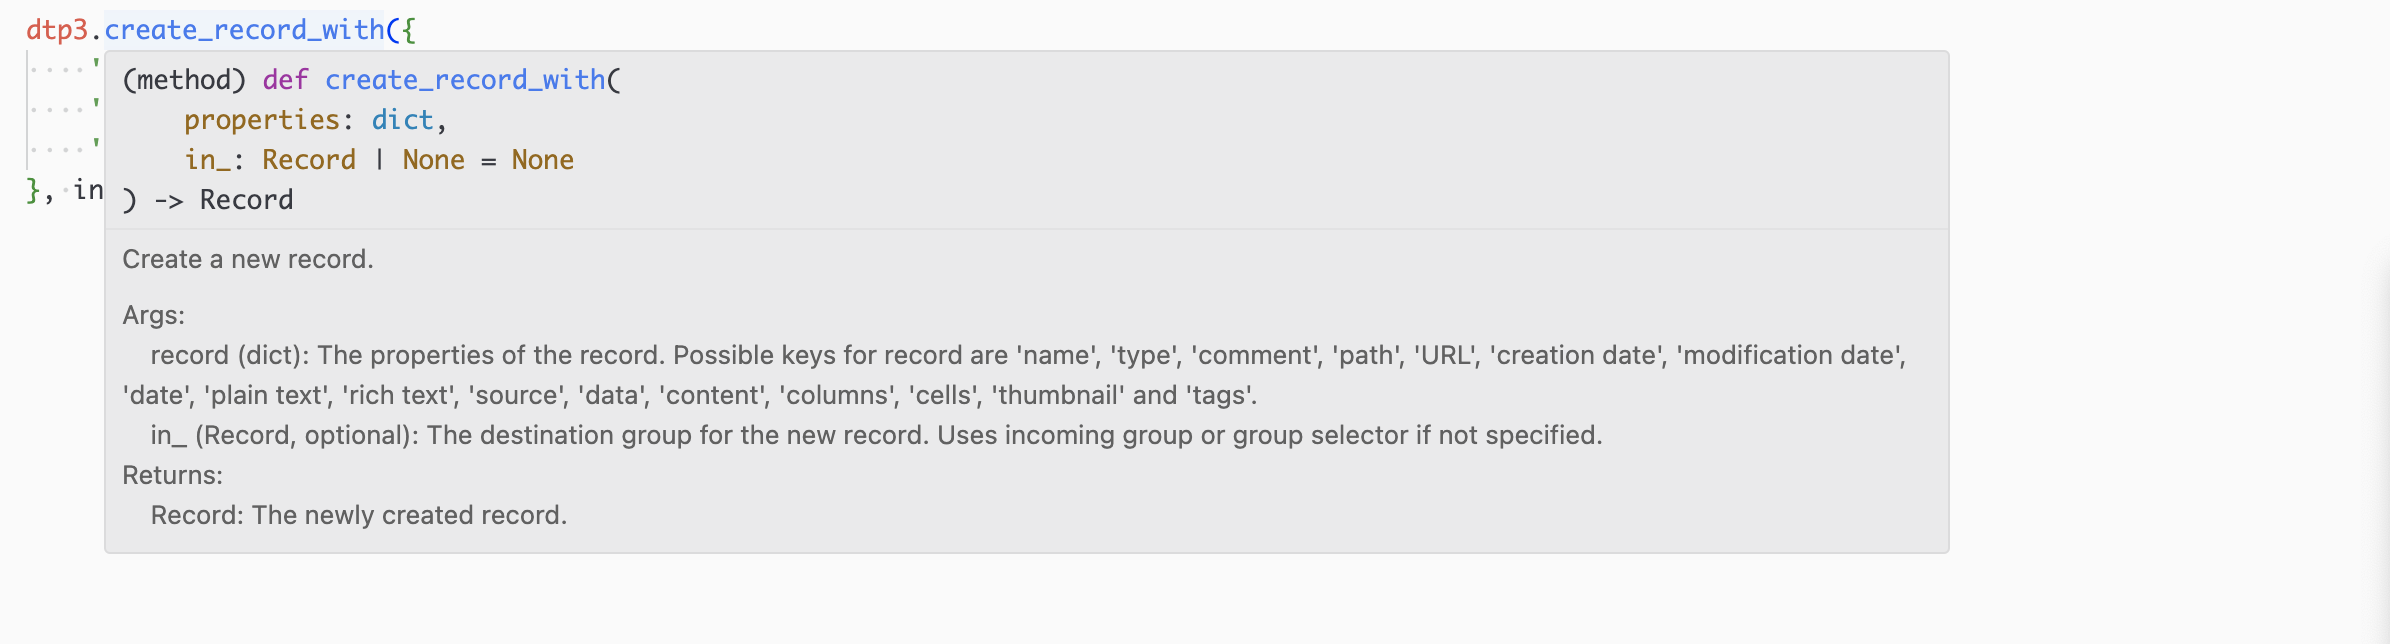 dtp3.create_record_with({
....'
(method) def create_record_with(
properties: dict,
....'
in_: Record | None = None
....'
}, in
) -> Record
Create a new record.
Args:
record (dict): The properties of the record. Possible keys for record are 'name', 'type', 'comment', 'path', 'URL', 'creation date', 'modification date',
'date', 'plain text', 'rich text', 'source', 'data', 'content', 'columns', 'cells', 'thumbnail' and 'tags'.
in_ (Record, optional): The destination group for the new record. Uses incoming group or group selector if not specified.
Returns:
Record: The newly created record.